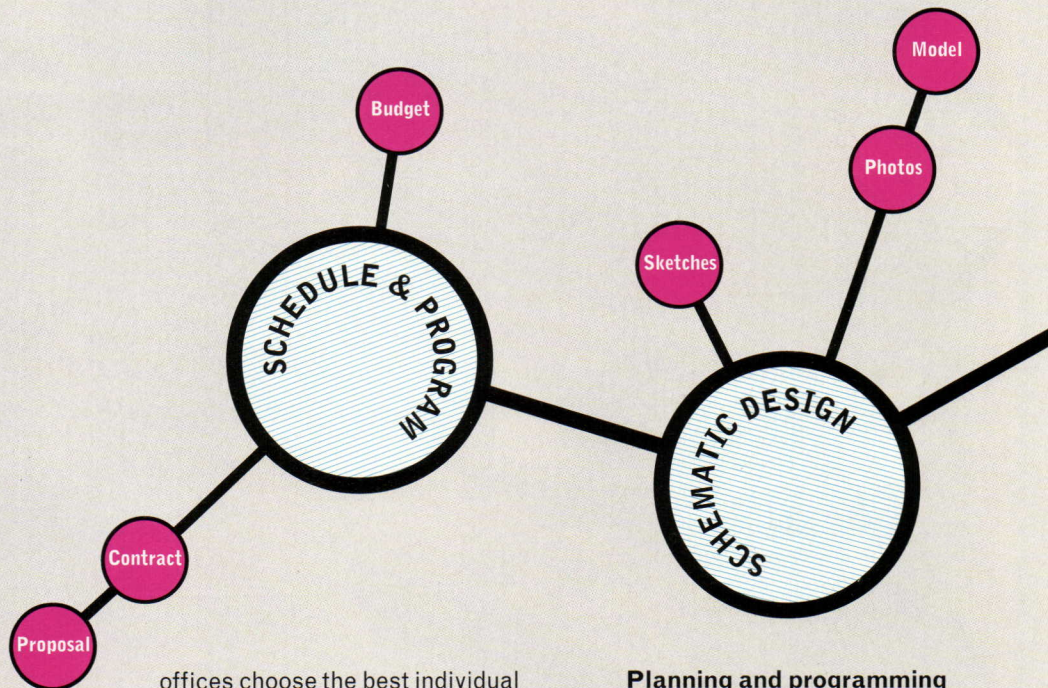 Model
Budget
Photos
Sketches
SCHEDULE & PROGRAM
SCHEMATIC DESIGN
Contract
Proposal
offices choose the best individual
Planning and programming